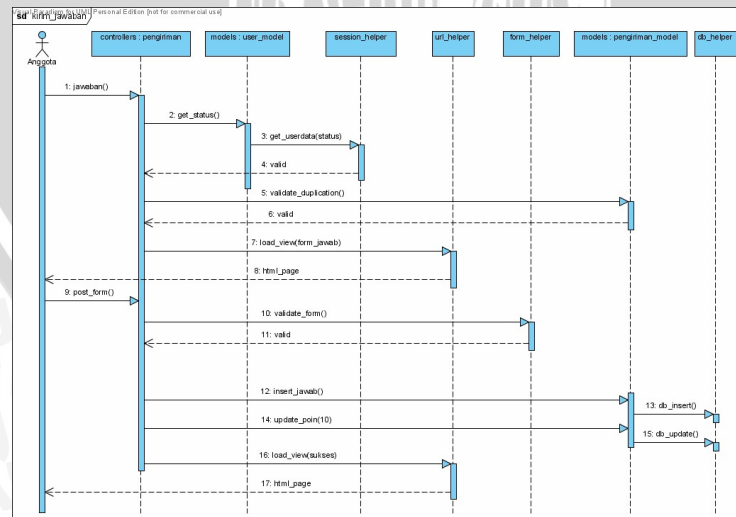 Visual Paradigm for UML Personal Edition [not for commercial use]
sd kirim_jawaban
Anggota
controllers : pengiriman
models : user_model
session_helper
url_helper
form_helper
models : pengiriman_model
db_helper
1: jawaban()
2: get_status()
3: get_userdata(status)
4: valid
5: validate_duplication()
6: valid
7: load_view(form_jawab)
8: html_page
9: post_form()
10: validate_form()
11: valid
12: insert_jawab()
13: db_insert()
14: update_poin(10)
15: db_update()
16: load_view(sukses)
17: html_page